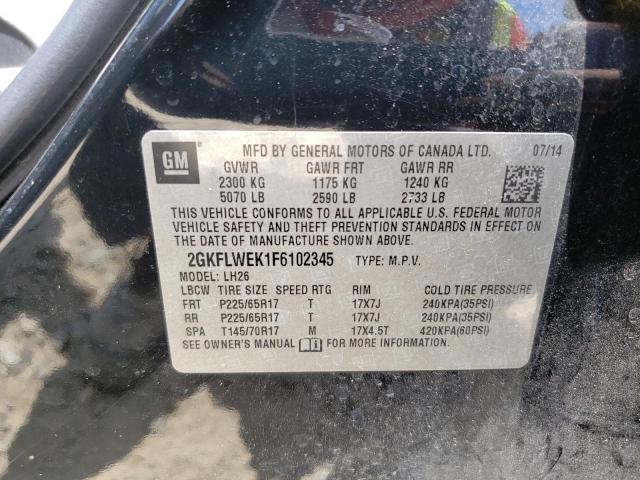 GM
MFD BY GENERAL MOTORS OF CANADA LTD. 07/14
GVWR GAWR FRT GAWR RR
2300 KG 1175 KG 1240 KG
5070 LB 2590 LB 2733 LB
THIS VEHICLE CONFORMS TO ALL APPLICABLE U.S. FEDERAL MOTOR
VEHICLE SAFETY AND THEFT PREVENTION STANDARDS IN EFFECT ON
THE DATE OF MANUFACTURE SHOWN ABOVE.
2GKFLWEK1F6102345 TYPE: M.P.V.
MODEL: LH26
LBCW TIRE SIZE SPEED RTG RIM COLD TIRE PRESSURE
FRT P225/65R17 T 17X7J 240KPA(35PSI)
RR P225/65R17 T 17X7J 240KPA(35PSI)
SPA T145/70R17 M 17X4.5T 420KPA(60PSI)
SEE OWNER'S MANUAL FOR MORE INFORMATION.